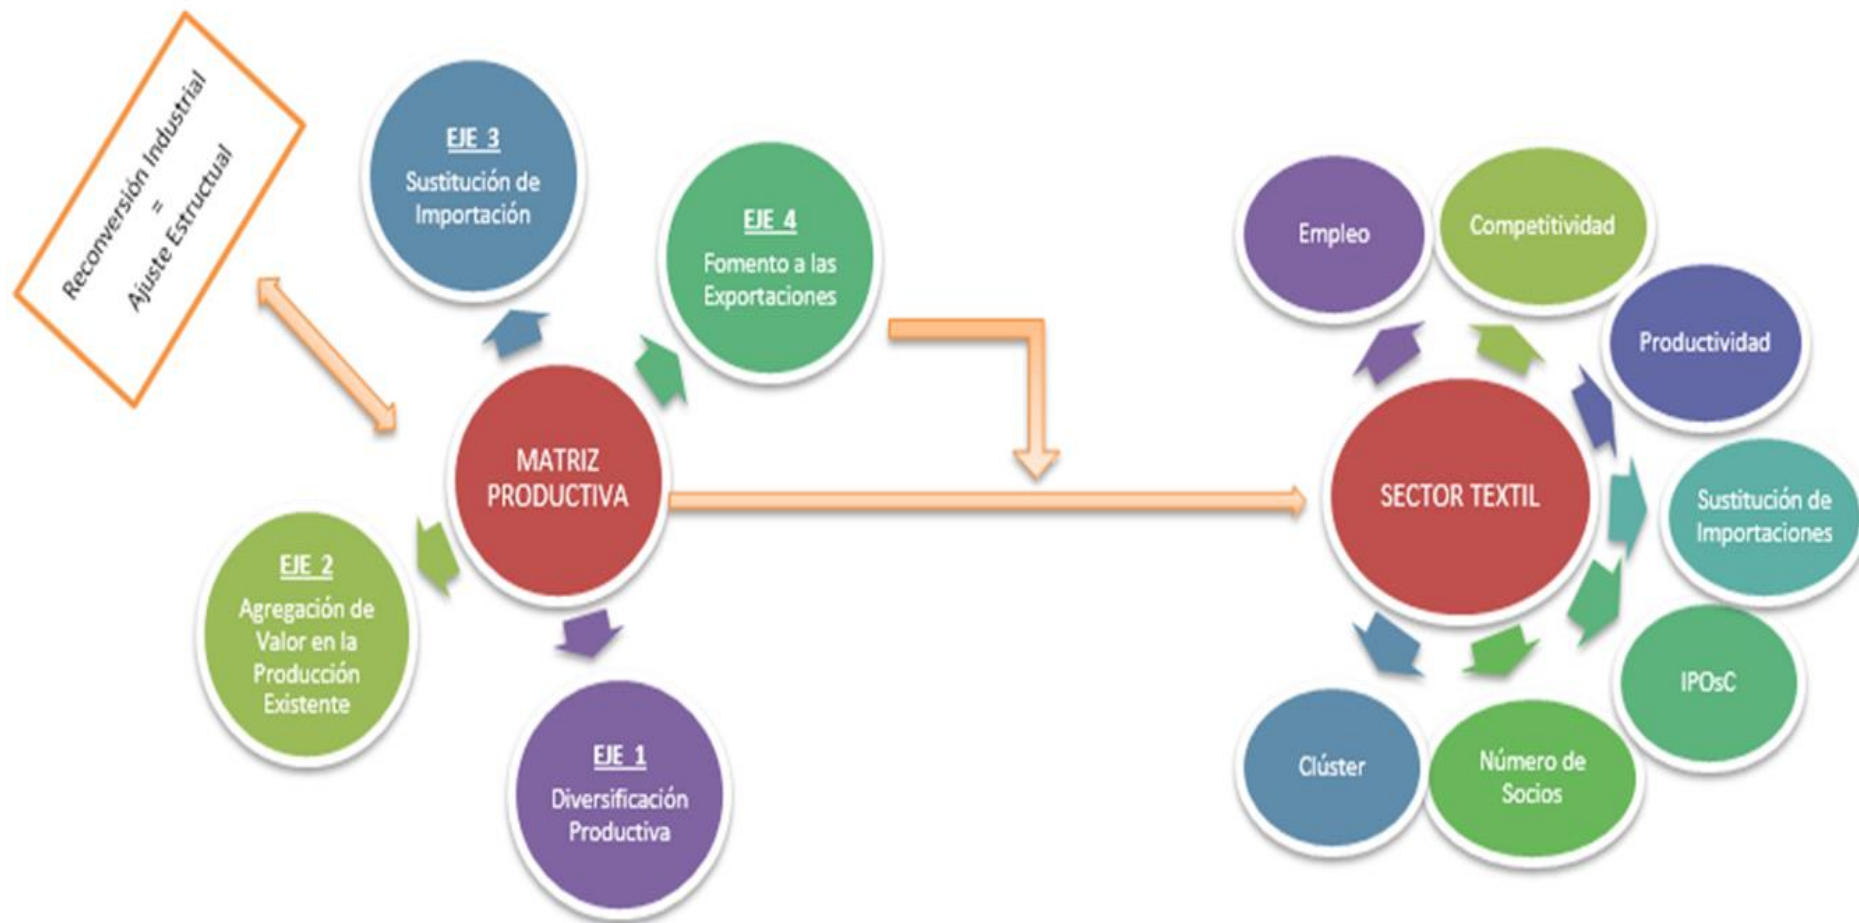 Reconversión Industrial
=
Ajuste Estructual
EJE 3
Sustitución de
Importación
EJE 4
Fomento a las
Exportaciones
MATRIZ
PRODUCTIVA
EJE 2
Agregación de
Valor en la
Producción
Existente
EJE 1
Diversificación
Productiva
Empleo
Competitividad
Productividad
SECTOR TEXTIL
Sustitución de
Importaciones
IPOsC
Número de
Socios
Clúster